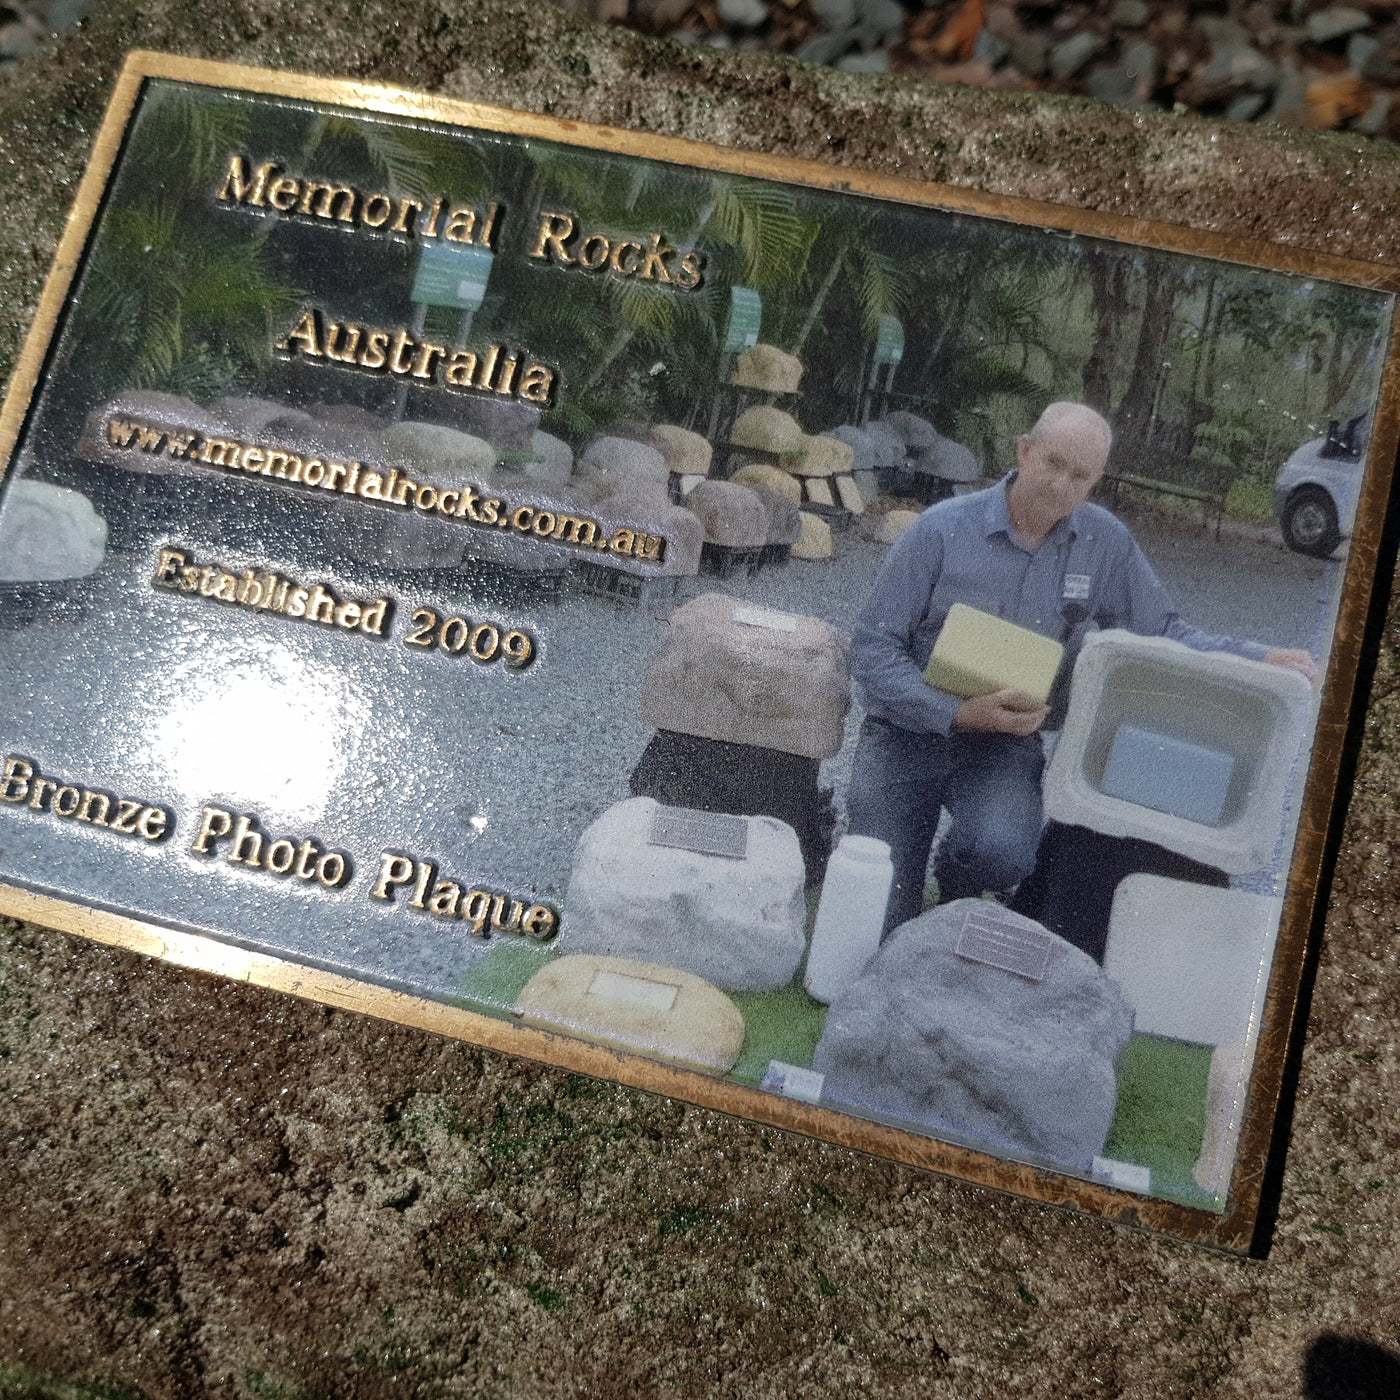 Memorial Rocks
Australia
www.memorialrocks.com.au
Established 2009
Bronze Photo Plaque